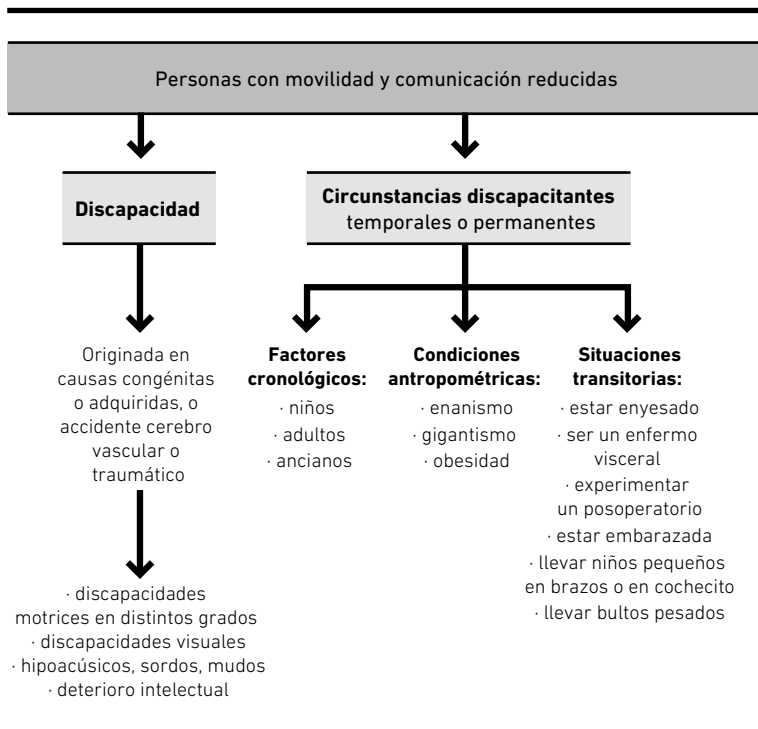 Personas con movilidad y comunicación reducidas
Discapacidad
Circunstancias discapacitantes
temporales o permanentes
Originada en
causas congénitas
o adquiridas, o
accidente cerebro
vascular o
traumático
· discapacidades
motrices en distintos grados
· discapacidades visuales
· hipoacúsicos, sordos, mudos
· deterioro intelectual
Factores
cronológicos:
· niños
· adultos
· ancianos
Condiciones
antropométricas:
· enanismo
· gigantismo
· obesidad
Situaciones
transitorias:
· estar enyesado
· ser un enfermo
visceral
· experimentar
un posoperatorio
· estar embarazada
· llevar niños pequeños
en brazos o en cochecito
· llevar bultos pesados